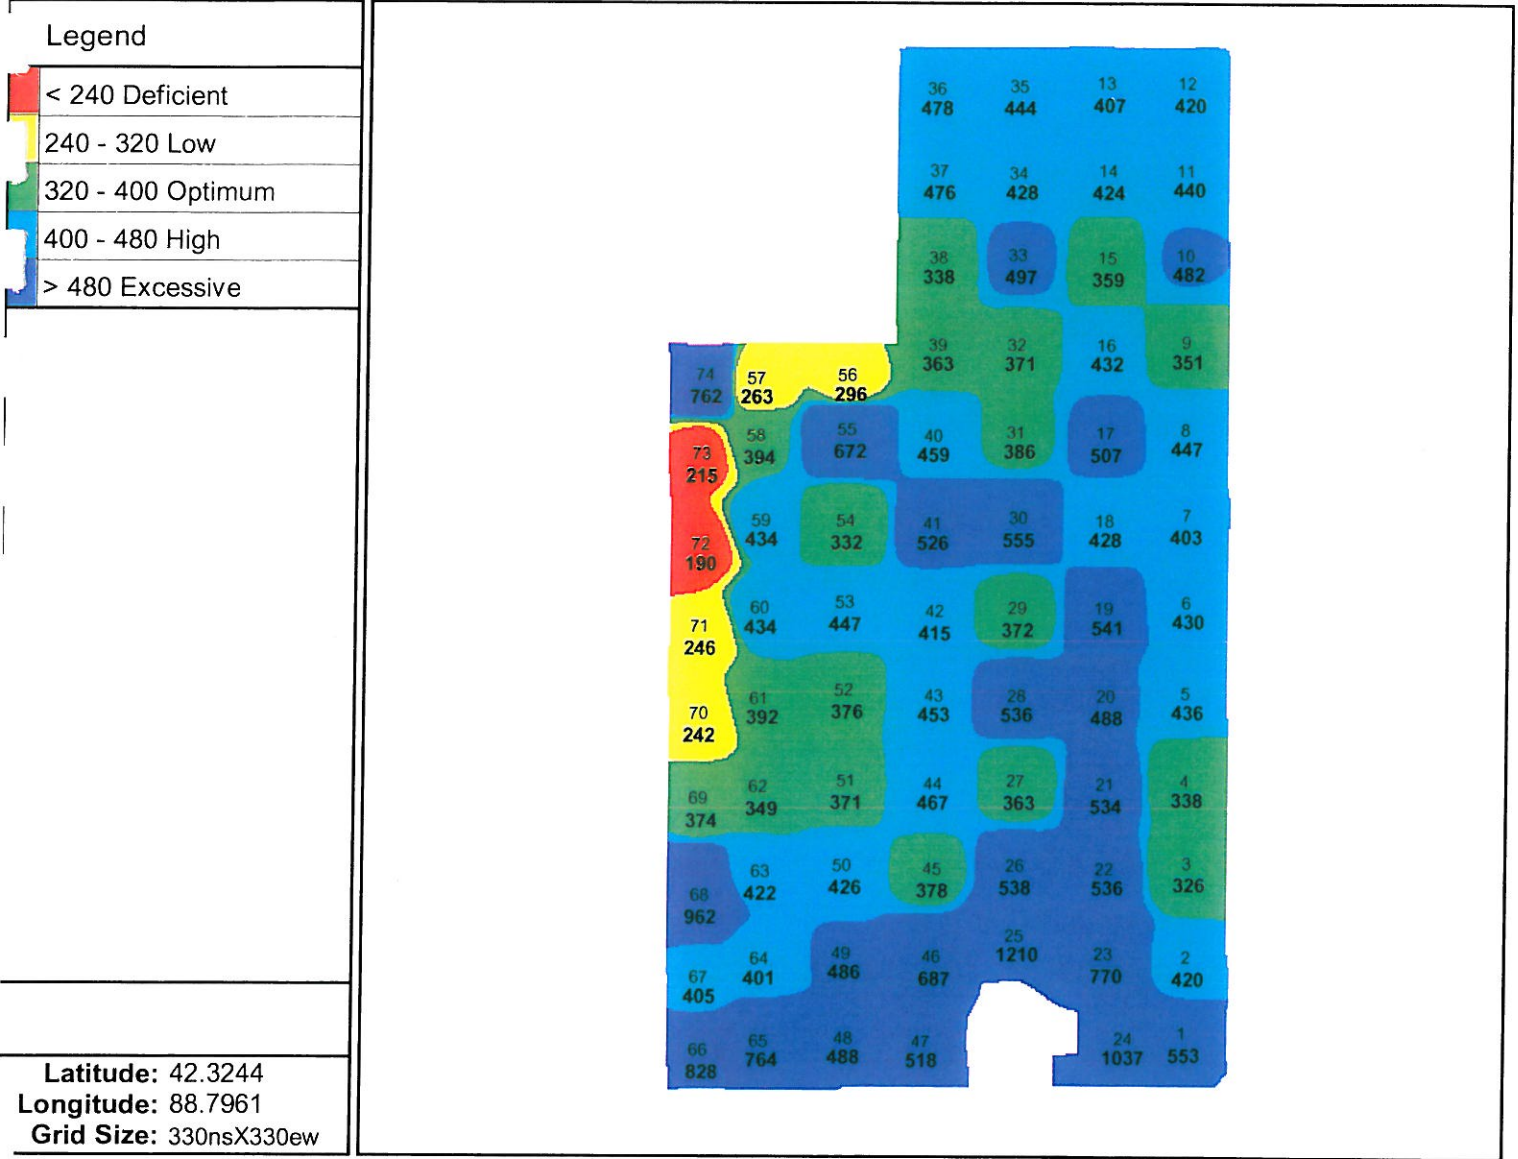 Legend
< 240 Deficient
240 - 320 Low
320 - 400 Optimum
400 - 480 High
> 480 Excessive
36 35 13 12
478 444 407 420
37 34 14 11
476 428 424 440
38 33 15 10
338 497 359 482
39 32 16 9
363 371 432 351
74 57 56
762 263 296
58 55 40 31 17 8
394 672 459 386 507 447
73
215
59 54 41 30 18 7
434 332 526 555 428 403
72
190
60 53 42 29 19 6
434 447 415 372 541 430
71
246
61 52 43 28 20 5
392 376 453 536 488 436
70
242
62 51 44 27 21 4
349 371 467 363 534 338
69
374
63 50 45 26 22 3
422 426 378 538 536 326
68
962
25
1210
64 49 46 23 2
401 486 687 770 420
67
405
65 48 47 24 1
764 488 518 1037 553
66
828
Latitude: 42.3244
Longitude: 88.7961
Grid Size: 330nsX330ew